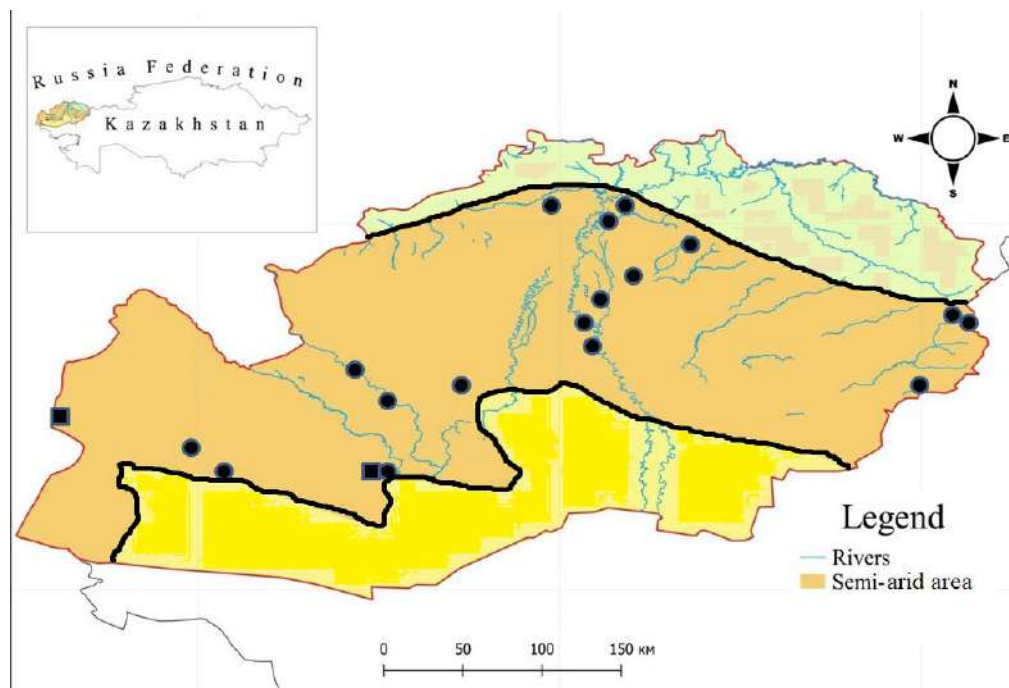 Russia Federation
Kazakhstan
N
W E
S
Legend
Rivers
Semi-arid area
0 50 100 150 км